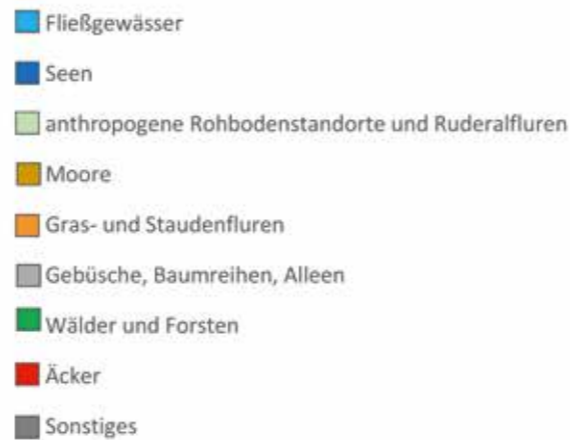 Fließgewässer
Seen
anthropogene Rohbodenstandorte und Ruderalfluren
Moore
Gras- und Staudenfluren
Gebüsche, Baumreihen, Alleen
Wälder und Forsten
Äcker
Sonstiges